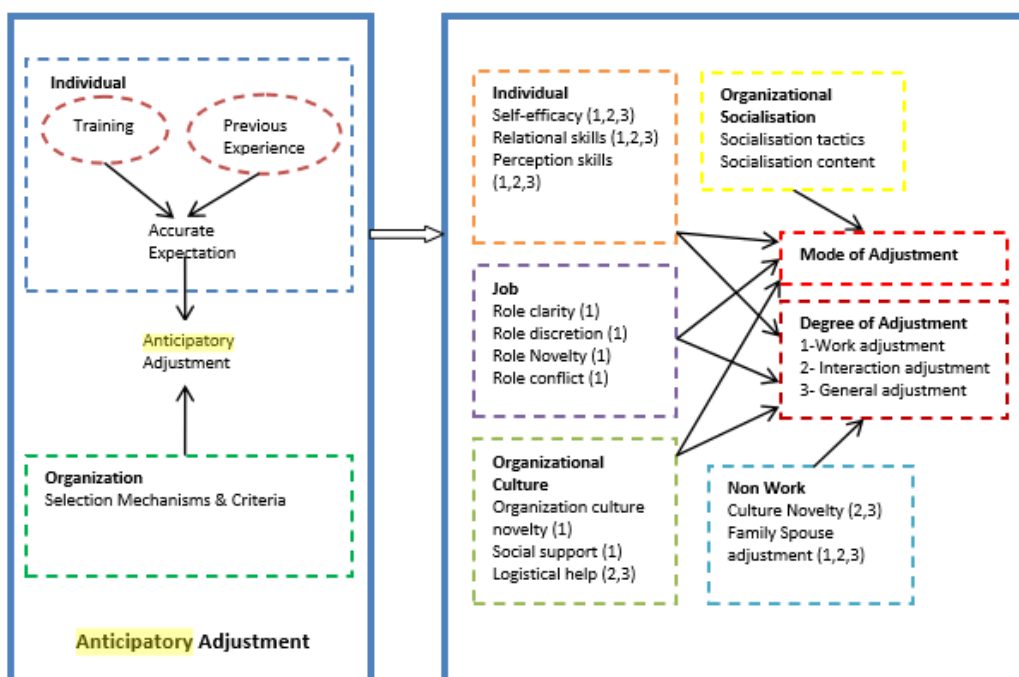 Individual
Training
Previous
Experience
Accurate
Expectation
Anticipatory
Adjustment
Organization
Selection Mechanisms & Criteria
Anticipatory Adjustment
Individual
Self-efficacy (1,2,3)
Relational skills (1,2,3)
Perception skills
(1,2,3)
Organizational
Socialisation
Socialisation tactics
Socialisation content
Mode of Adjustment
Job
Role clarity (1)
Role discretion (1)
Role Novelty (1)
Role conflict (1)
Degree of Adjustment
1-Work adjustment
2- Interaction adjustment
3- General adjustment
Organizational
Culture
Organization culture
novelty (1)
Social support (1)
Logistical help (2,3)
Non Work
Culture Novelty (2,3)
Family Spouse
adjustment (1,2,3)